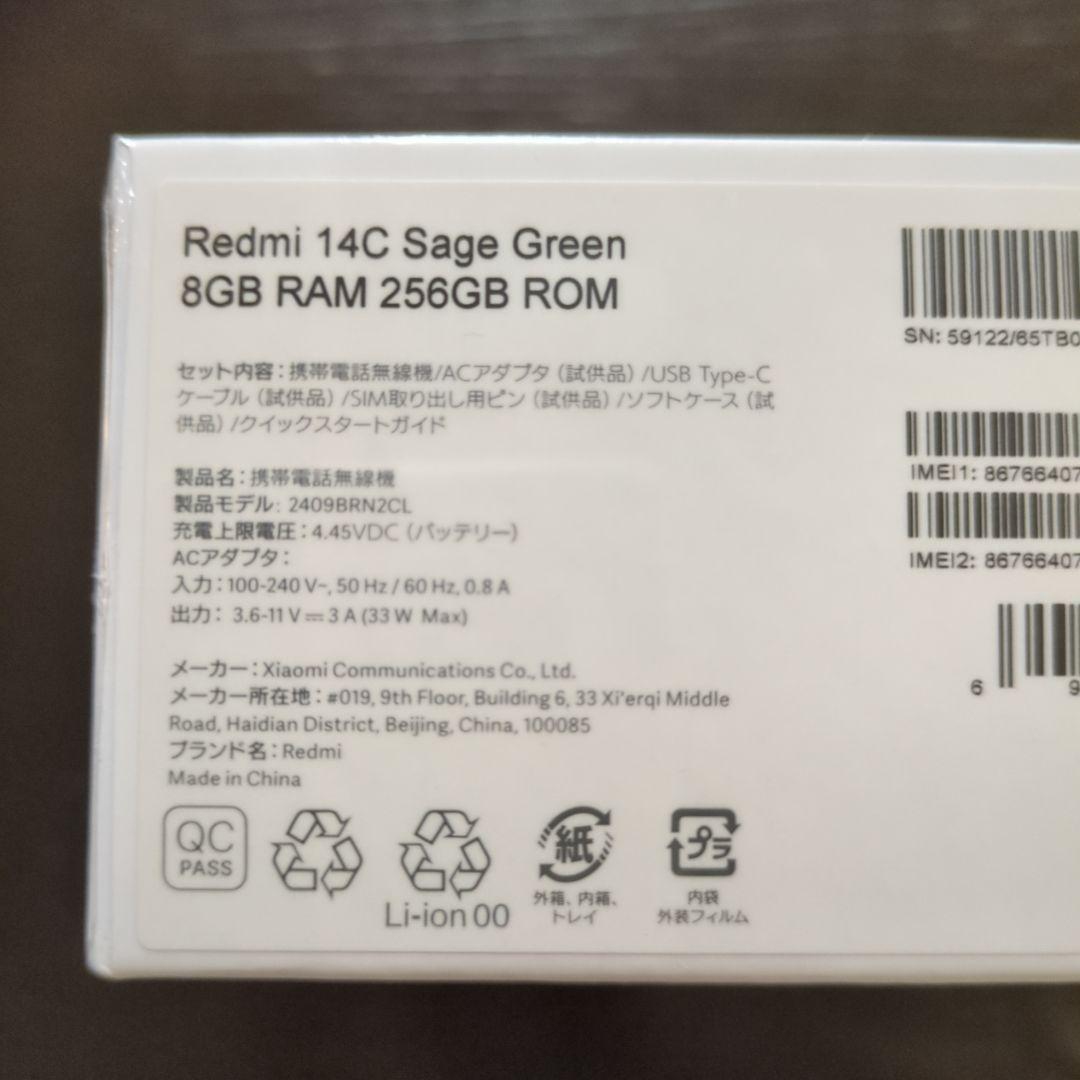 Redmi 14C Sage Green
8GB RAM 256GB ROM
セット内容：携帯電話無線機/ACアダプタ（試供品）/USB Type-C
ケーブル（試供品）/SIM取り出し用ピン（試供品）/ソフトケース（試
供品）/クイックスタートガイド
製品名：携帯電話無線機
製品モデル: 2409BRN2CL
充電上限電圧：4.45VDC（バッテリー）
ACアダプタ：
入力：100-240 V~, 50 Hz / 60 Hz, 0.8 A
出力： 3.6-11 V⎓3 A (33 W Max)
メーカー：Xiaomi Communications Co., Ltd.
メーカー所在地：#019, 9th Floor, Building 6, 33 Xi'erqi Middle
Road, Haidian District, Beijing, China, 100085
ブランド名：Redmi
Made in China
QC
PASS
Li-ion 00
紙
外箱、内箱、
トレイ
プラ
内袋
外装フィルム
SN: 59122/65TB0
IMEI1: 86766407
IMEI2: 86766407
6 9